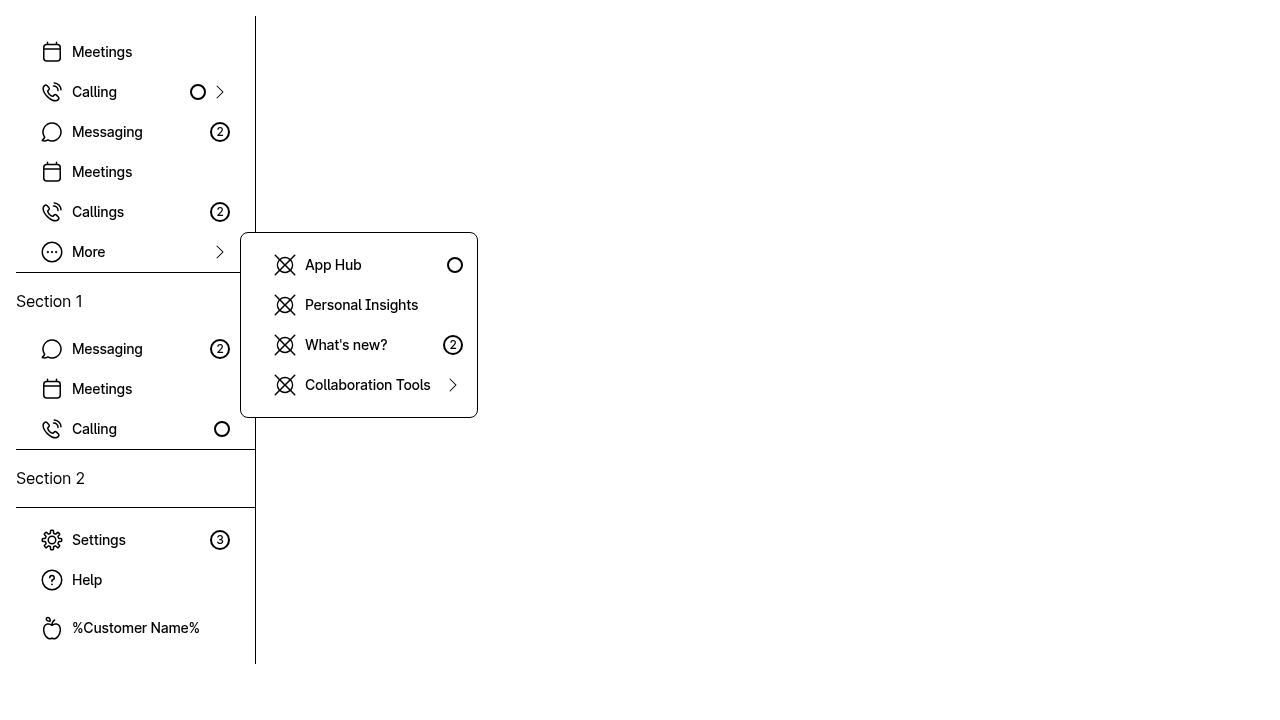 Meetings
Calling
Messaging 2
Meetings
Callings 2
More
App Hub
Personal Insights
What's new? 2
Collaboration Tools
Section 1
Messaging 2
Meetings
Calling
Section 2
Settings 3
Help
%Customer Name%